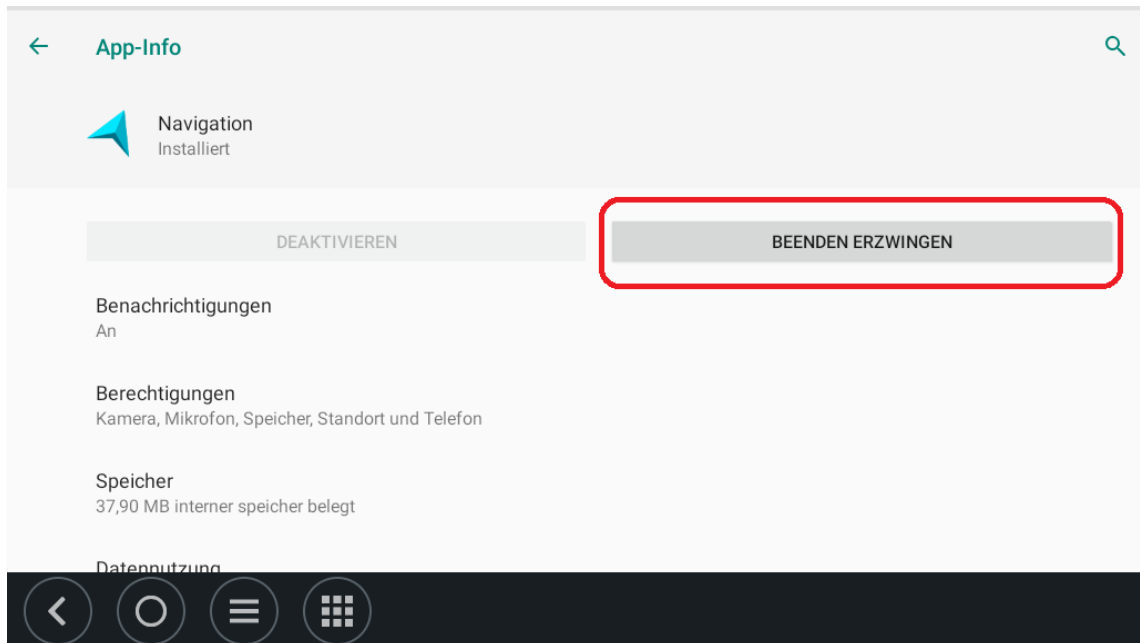 App-Info
Navigation
Installiert
DEAKTIVIEREN
BEENDEN ERZWINGEN
Benachrichtigungen
An
Berechtigungen
Kamera, Mikrofon, Speicher, Standort und Telefon
Speicher
37,90 MB interner speicher belegt
Datennutzung